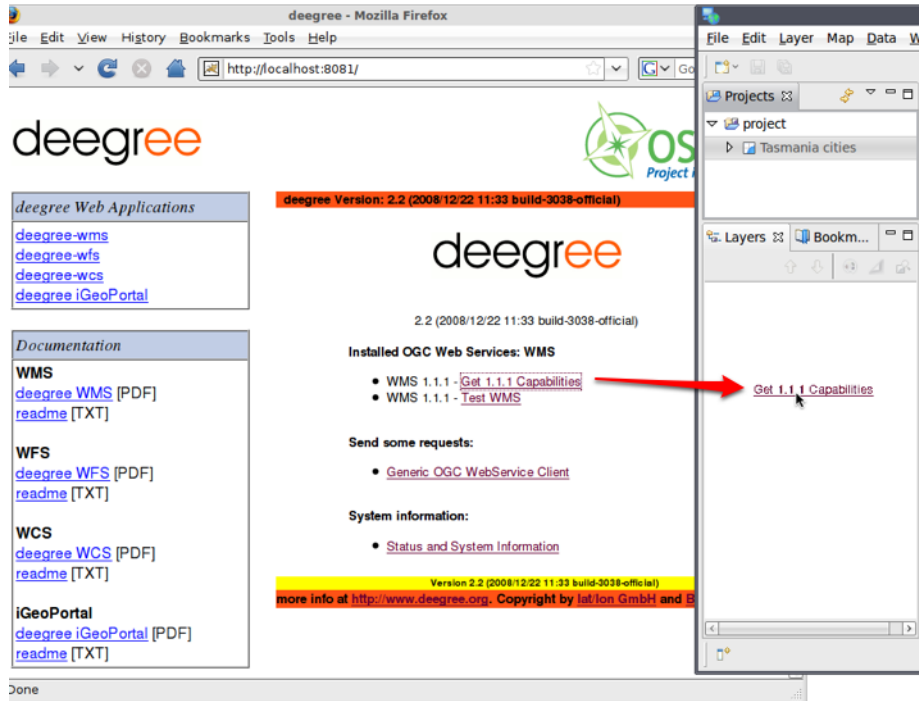 deegree - Mozilla Firefox
File Edit View History Bookmarks Tools Help
http://localhost:8081/
G Go
deegree
OS
Project i
deegree Web Applications
deegree-wms
deegree-wfs
deegree-wcs
deegree iGeoPortal
Documentation
WMS
deegree WMS [PDF]
readme [TXT]
WFS
deegree WFS [PDF]
readme [TXT]
WCS
deegree WCS [PDF]
readme [TXT]
iGeoPortal
deegree iGeoPortal [PDF]
readme [TXT]
deegree Version: 2.2 (2008/12/22 11:33 build-3038-official)
deegree
2.2 (2008/12/22 11:33 build-3038-official)
Installed OGC Web Services: WMS
WMS 1.1.1 - Get 1.1.1 Capabilities
WMS 1.1.1 - Test WMS
Send some requests:
Generic OGC WebService Client
System information:
Status and System Information
Version 2.2 (2008/12/22 11:33 build-3038-official)
more info at http://www.deegree.org. Copyright by lat/lon GmbH and B
Done
File Edit Layer Map Data W
Projects
project
Tasmania cities
Layers Bookm...
Get 1.1.1 Capabilities